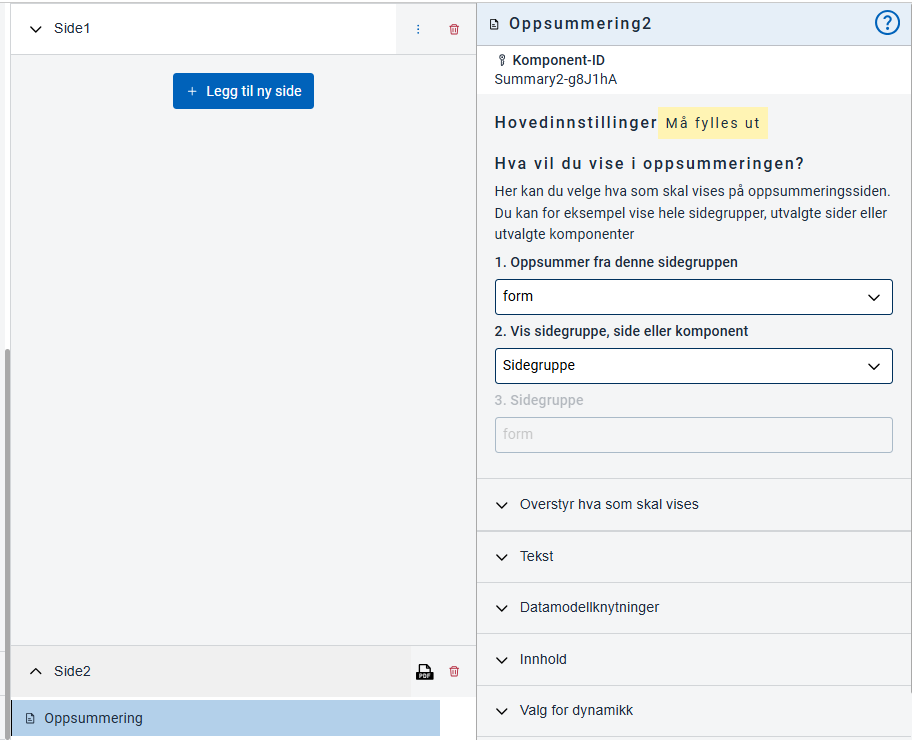 Side1
Legg til ny side
Side2
PDF
Oppsummering
Oppsummering2
?
Komponent-ID
Summary2-g8J1hA
Hovedinnstillinger Må fylles ut
Hva vil du vise i oppsummeringen?
Her kan du velge hva som skal vises på oppsummeringssiden.
Du kan for eksempel vise hele sidegrupper, utvalgte sider eller
utvalgte komponenter
1. Oppsummer fra denne sidegruppen
form
2. Vis sidegruppe, side eller komponent
Sidegruppe
3. Sidegruppe
form
Overstyr hva som skal vises
Tekst
Datamodellknytninger
Innhold
Valg for dynamikk